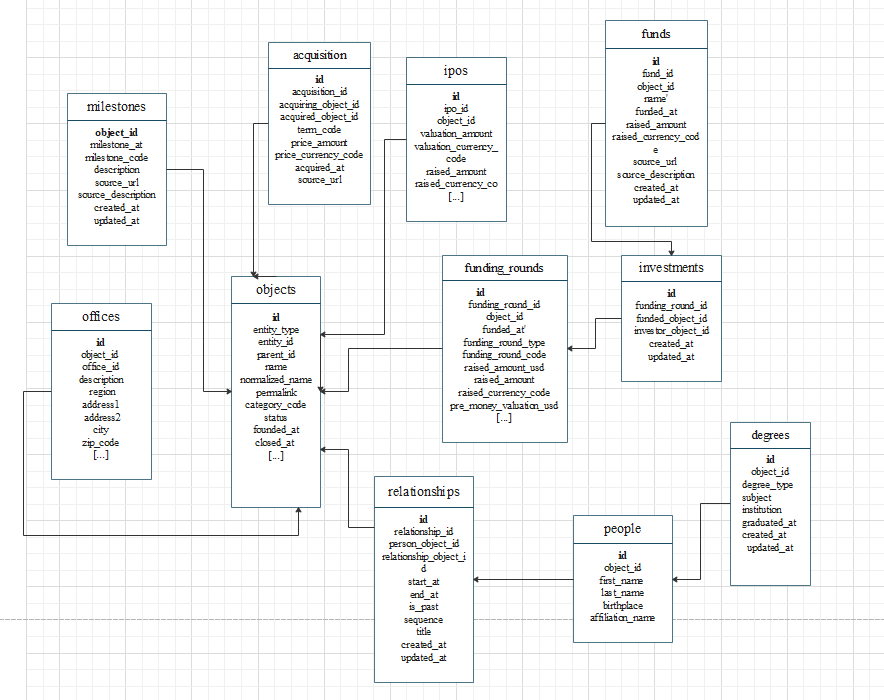 milestones
object_id
milestone_at
milestone_code
description
source_url
source_description
created_at
updated_at
acquisition
id
acquisition_id
acquiring_object_id
acquired_object_id
term_code
price_amount
price_currency_code
acquired_at
source_url
ipos
id
ipo_id
object_id
valuation_amount
valuation_currency_
code
raised_amount
raised_currency_co
[...]
funds
id
fund_id
object_id
name'
funded_at
raised_amount
raised_currency_cod
e
source_url
source_description
created_at
updated_at
offices
id
object_id
office_id
description
region
address1
address2
city
zip_code
[...]
objects
id
entity_type
entity_id
parent_id
name
normalized_name
permalink
category_code
status
founded_at
closed_at
[...]
funding_rounds
id
funding_round_id
object_id
funded_at'
funding_round_type
funding_round_code
raised_amount_usd
raised_amount
raised_currency_code
pre_money_valuation_usd
[...]
investments
id
funding_round_id
funded_object_id
investor_object_id
created_at
updated_at
relationships
id
relationship_id
person_object_id
relationship_object_i
d
start_at
end_at
is_past
sequence
title
created_at
updated_at
people
id
object_id
first_name
last_name
birthplace
affiliation_name
degrees
id
object_id
degree_type
subject
institution
graduated_at
created_at
updated_at